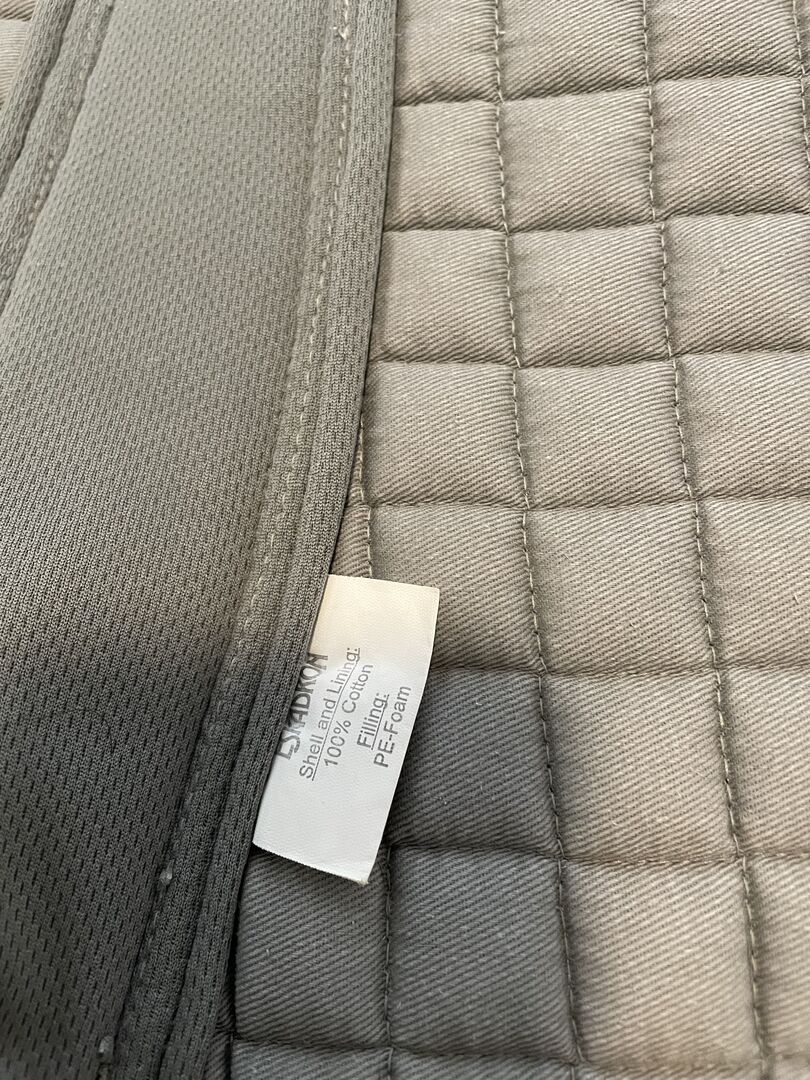 ESKADRON
Shell and Lining:
100% Cotton
Filling:
PE-Foam